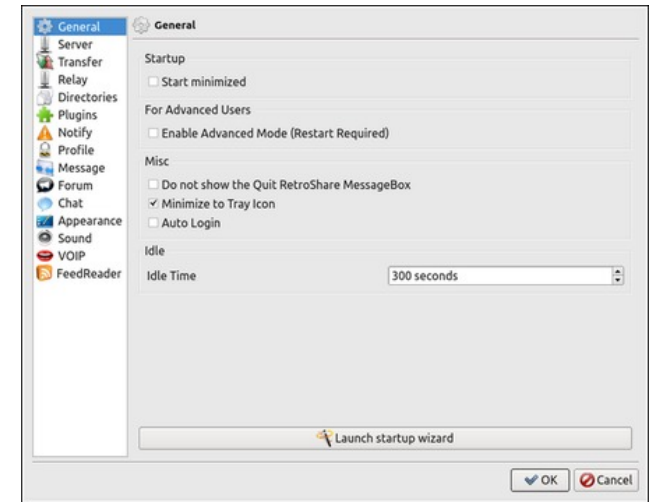 General
Server
Transfer
Relay
Directories
Plugins
Notify
Profile
Message
Forum
Chat
Appearance
Sound
VOIP
FeedReader
General
Startup
Start minimized
For Advanced Users
Enable Advanced Mode (Restart Required)
Misc
Do not show the Quit RetroShare MessageBox
Minimize to Tray Icon
Auto Login
Idle
Idle Time 300 seconds
Launch startup wizard
OK Cancel